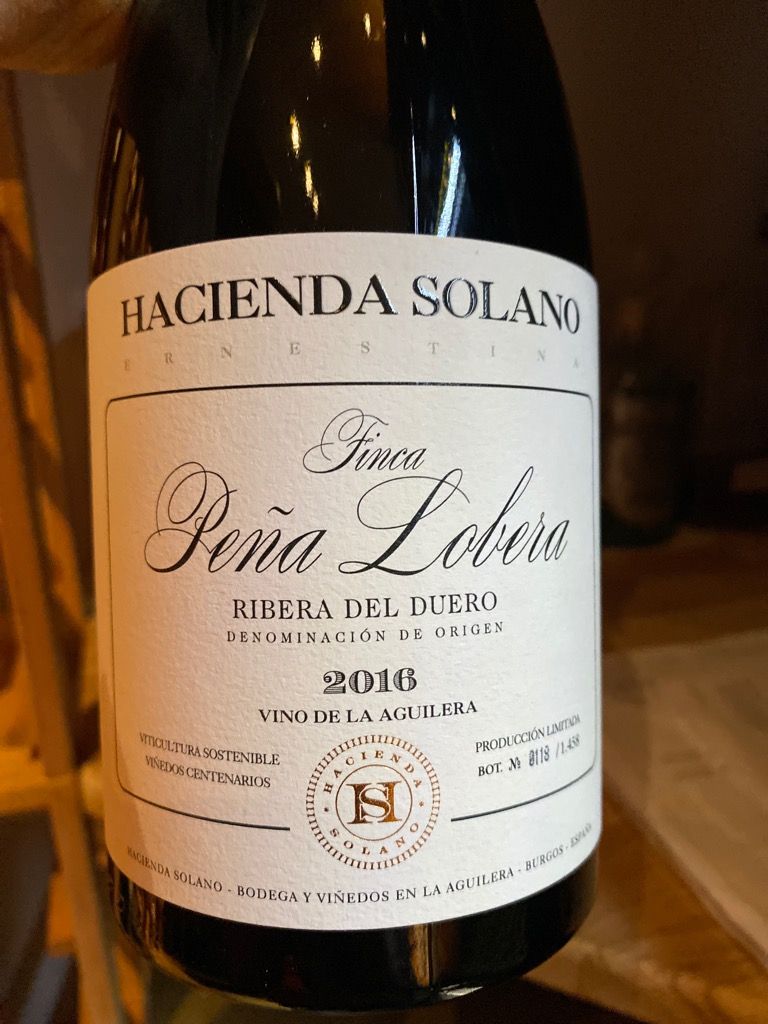 HACIENDA SOLANO
ERNESTINA
Finca
Peña Lobera
RIBERA DEL DUERO
DENOMINACIÓN DE ORIGEN
2016
VINO DE LA AGUILERA
VITICULTURA SOSTENIBLE
VIÑEDOS CENTENARIOS
PRODUCCIÓN LIMITADA
BOT. № 0118 /1.458
HACIENDA
HS
SOLANO
HACIENDA SOLANO - BODEGA Y VIÑEDOS EN LA AGUILERA - BURGOS - ESPAÑA